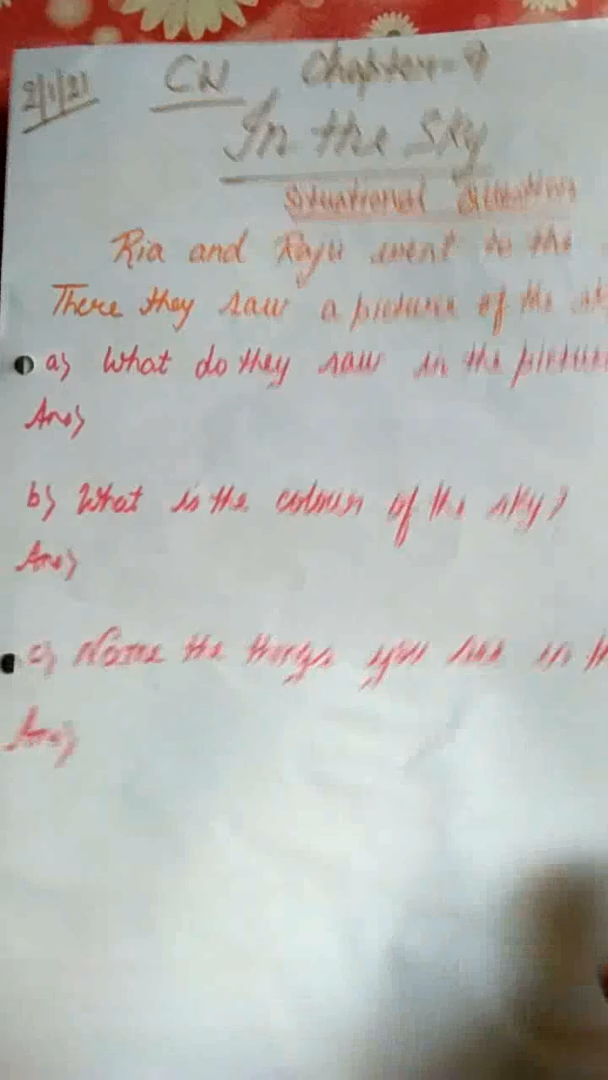 2/1/21 CW Chapter-9
In the Sky
Situational
Ria and Raju went to the
There they saw a picture of the
a) What do they saw in the picture
Ans)
b) What is the colour of the sky?
Ans)
c) Name the things you see in
Ans)